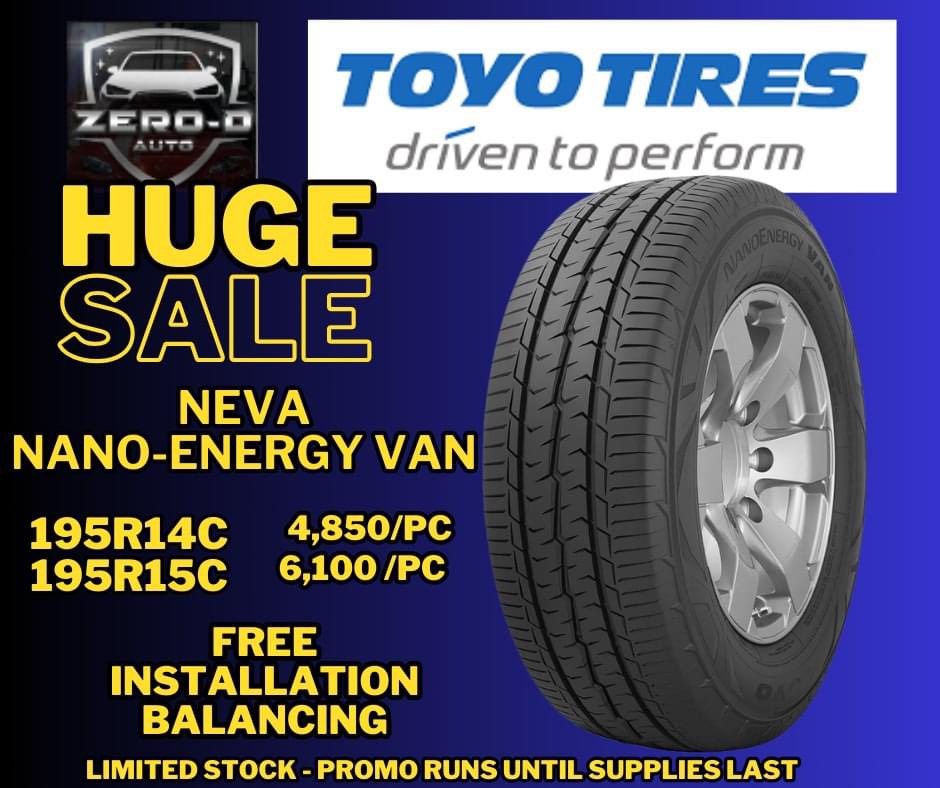 ZERO-D
AUTO
TOYO TIRES
driven to perform
HUGE
SALE
NEVA
NANO-ENERGY VAN
195R14C 4,850/PC
195R15C 6,100 /PC
FREE
INSTALLATION
BALANCING
LIMITED STOCK - PROMO RUNS UNTIL SUPPLIES LAST
NANOENERGY VAN
TOYO